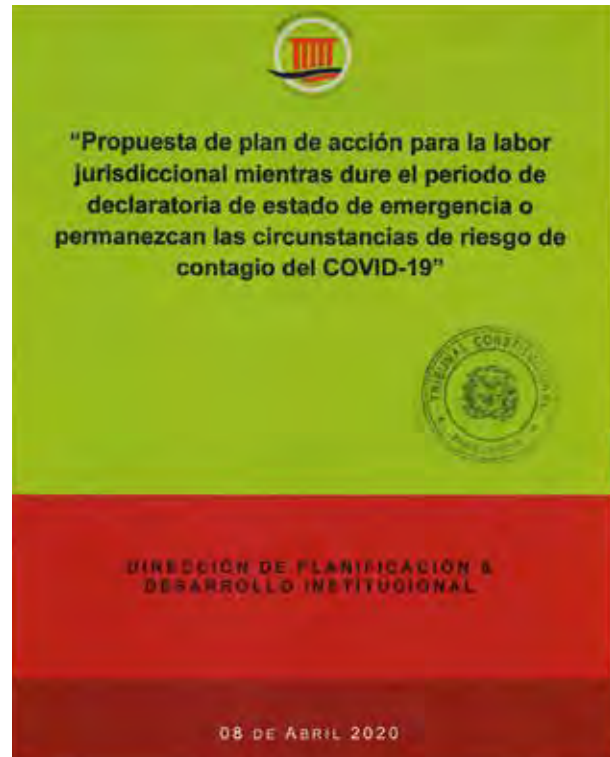 "Propuesta de plan de acción para la labor
jurisdiccional mientras dure el periodo de
declaratoria de estado de emergencia o
permanezcan las circunstancias de riesgo de
contagio del COVID-19"
TRIBUNAL CONSTITUCIONAL
DIRECCIÓN DE PLANIFICACIÓN &
DESARROLLO INSTITUCIONAL
08 DE ABRIL 2020